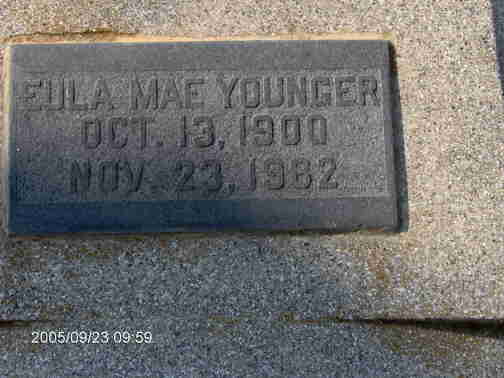 EULA MAE YOUNGER
OCT. 13, 1900
NOV. 23, 1982
2005/09/23 09:59